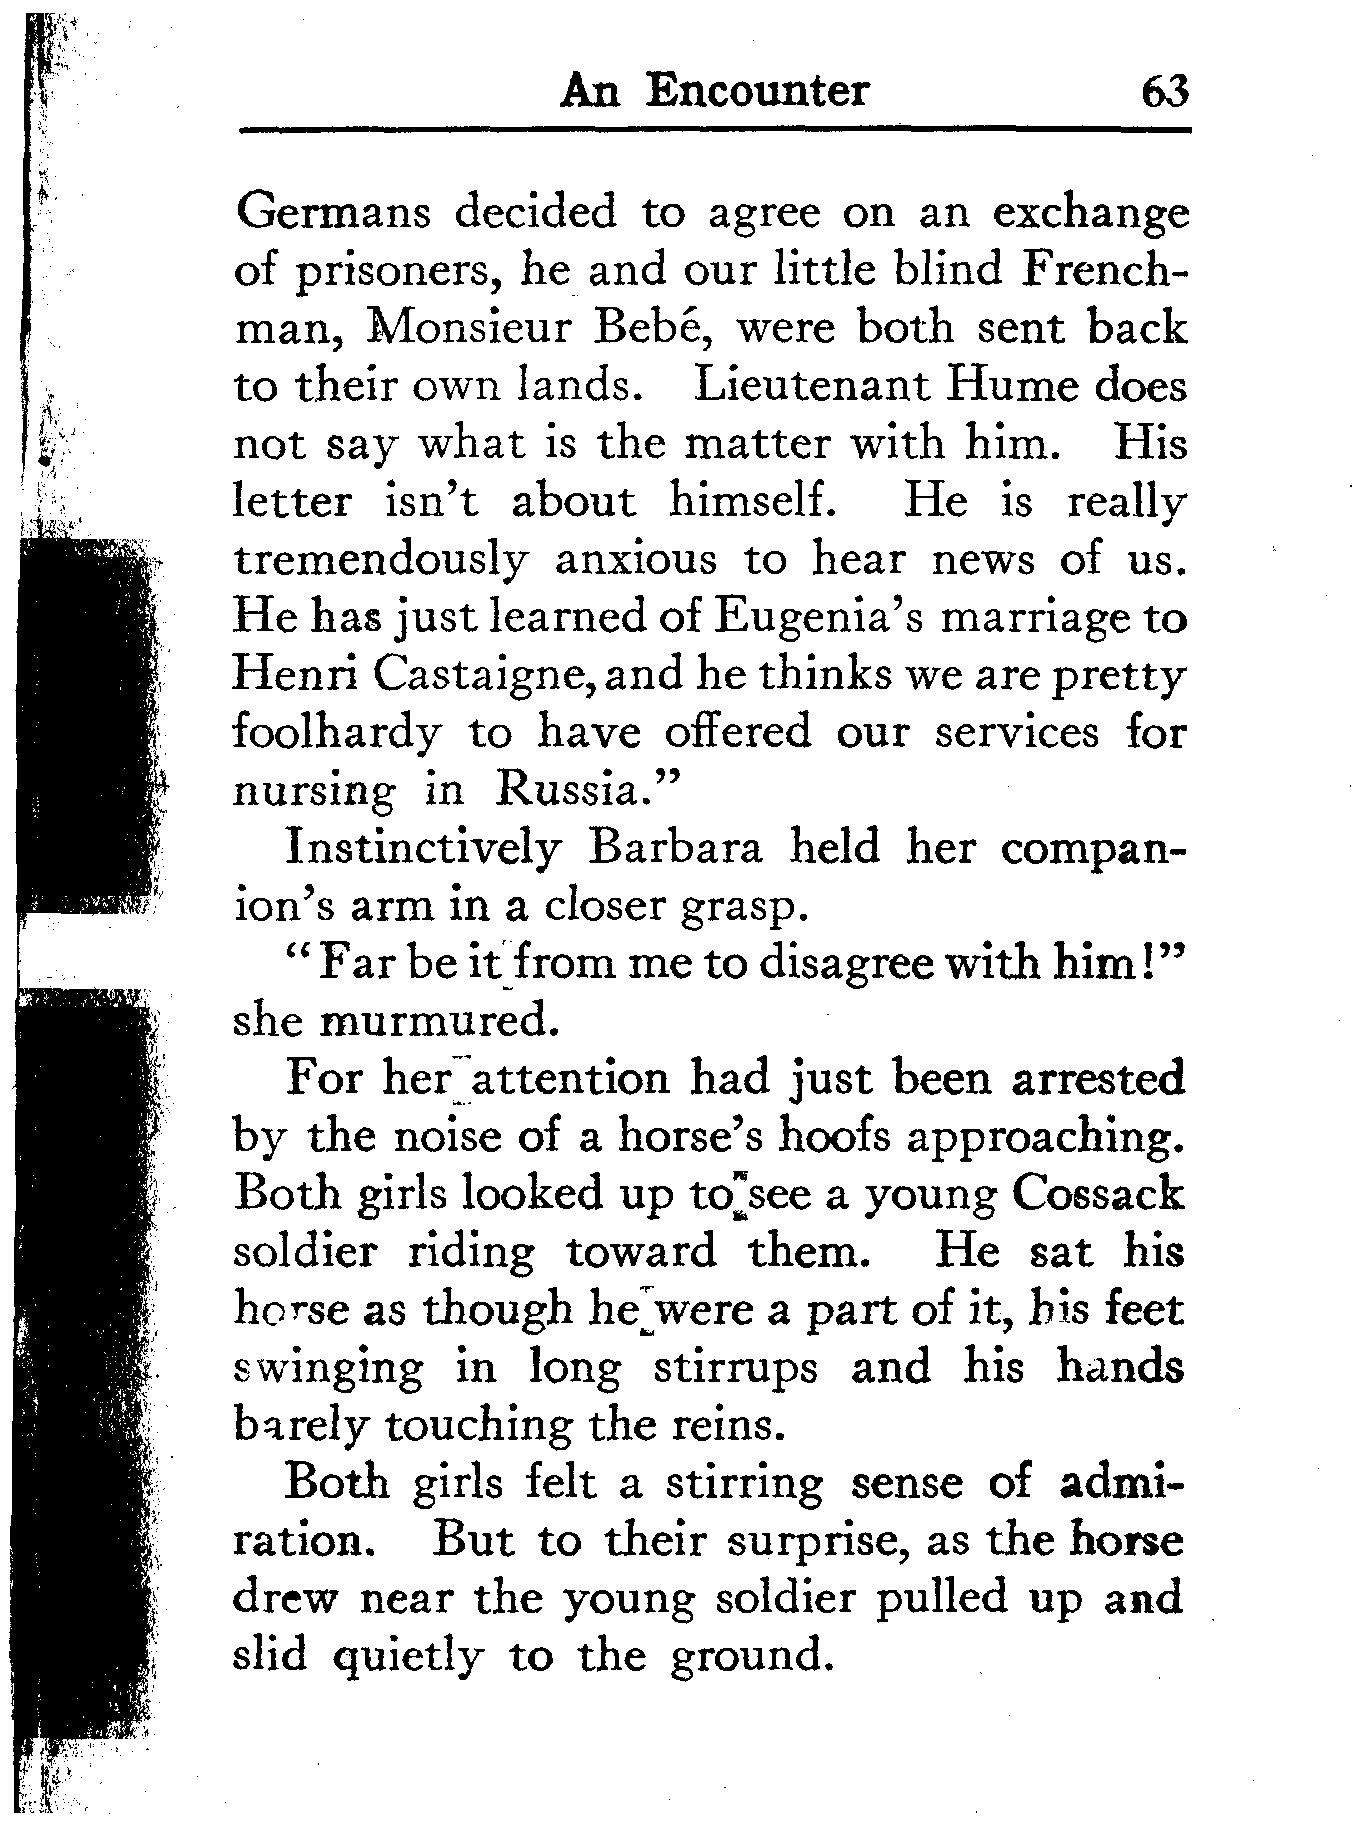 An Encounter 63
Germans decided to agree on an exchange
of prisoners, he and our little blind French-
man, Monsieur Bebé, were both sent back
to their own lands. Lieutenant Hume does
not say what is the matter with him. His
letter isn't about himself. He is really
tremendously anxious to hear news of us.
He has just learned of Eugenia's marriage to
Henri Castaigne, and he thinks we are pretty
foolhardy to have offered our services for
nursing in Russia."
Instinctively Barbara held her compan-
ion's arm in a closer grasp.
"Far be it from me to disagree with him!"
she murmured.
For her attention had just been arrested
by the noise of a horse's hoofs approaching.
Both girls looked up to see a young Cossack
soldier riding toward them. He sat his
horse as though he were a part of it, his feet
swinging in long stirrups and his hands
barely touching the reins.
Both girls felt a stirring sense of admi-
ration. But to their surprise, as the horse
drew near the young soldier pulled up and
slid quietly to the ground.